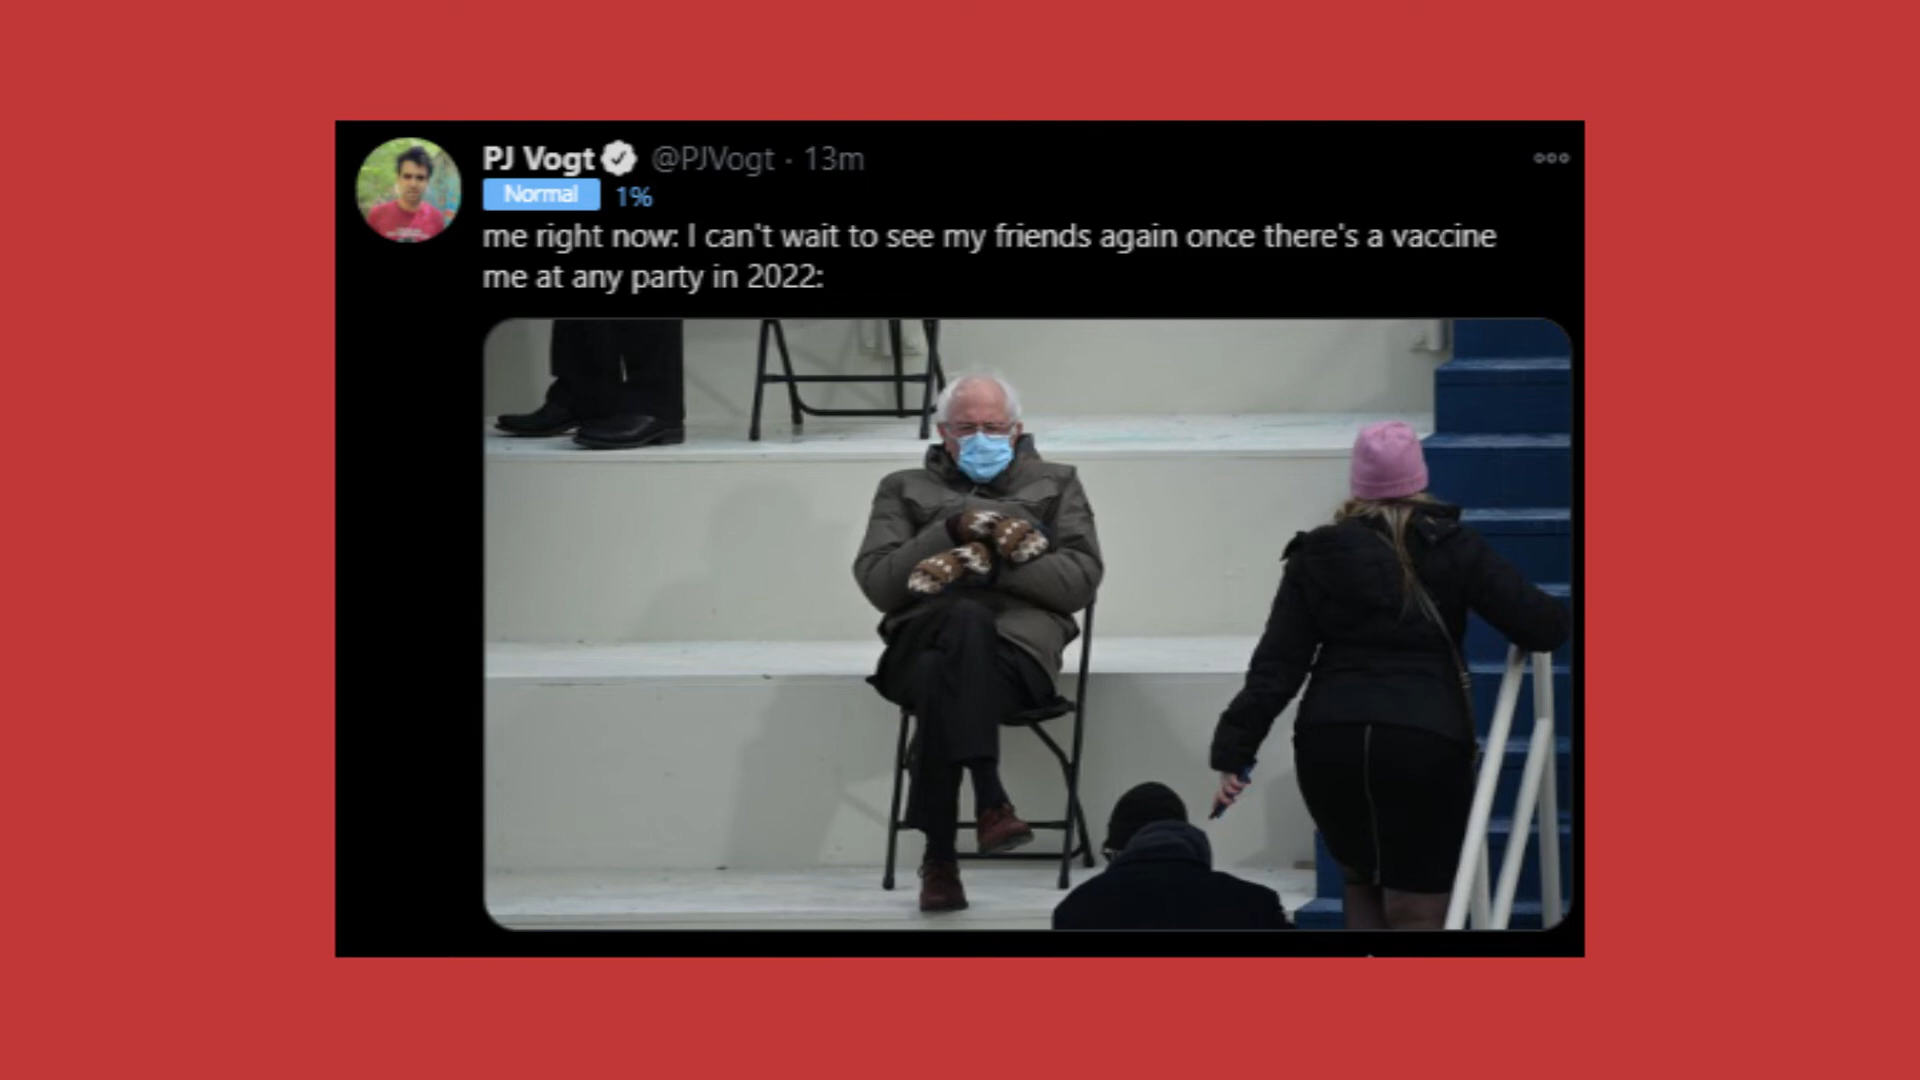 PJ Vogt @PJVogt · 13m
Normal 1%
me right now: I can't wait to see my friends again once there's a vaccine
me at any party in 2022: